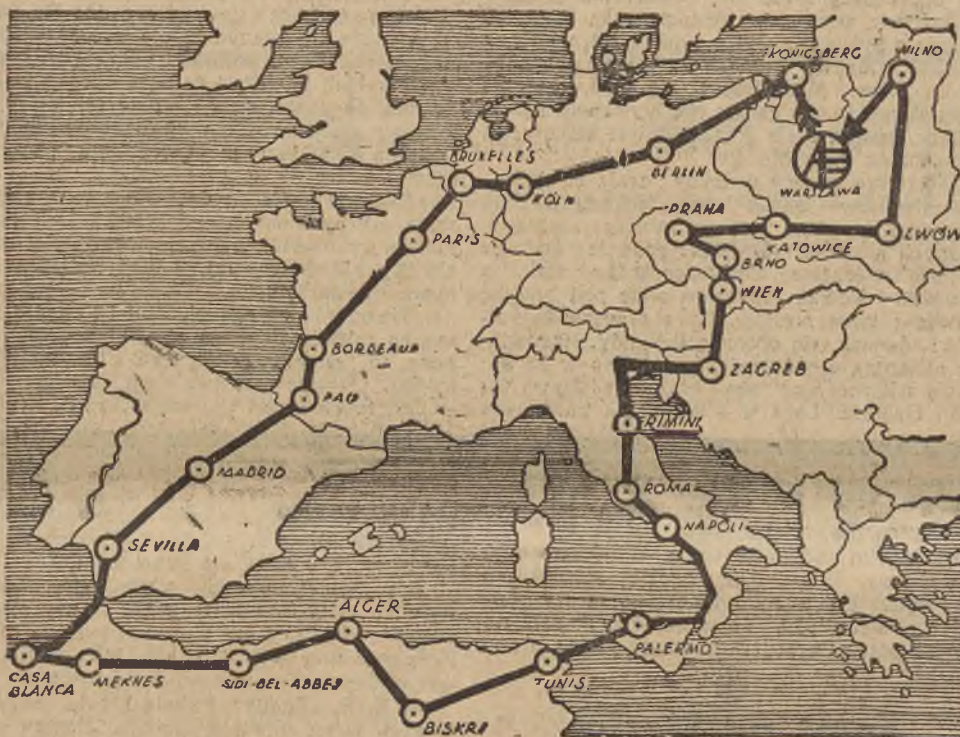 KÖNIGSBERG
WILNO
WARSZAWA
BERLIN
BRUXELLES
KÖLN
PRAHA
KATOWICE
LWÓW
PARIS
BRNO
WIEN
BORDEAUX
ZAGREB
PAU
RIMINI
MADRID
ROMA
NAPOLI
SEVILLA
ALGER
PALERMO
CASA
BLANCA
MEKNES
SIDI-BEL-ABBES
TUNIS
BISKRA